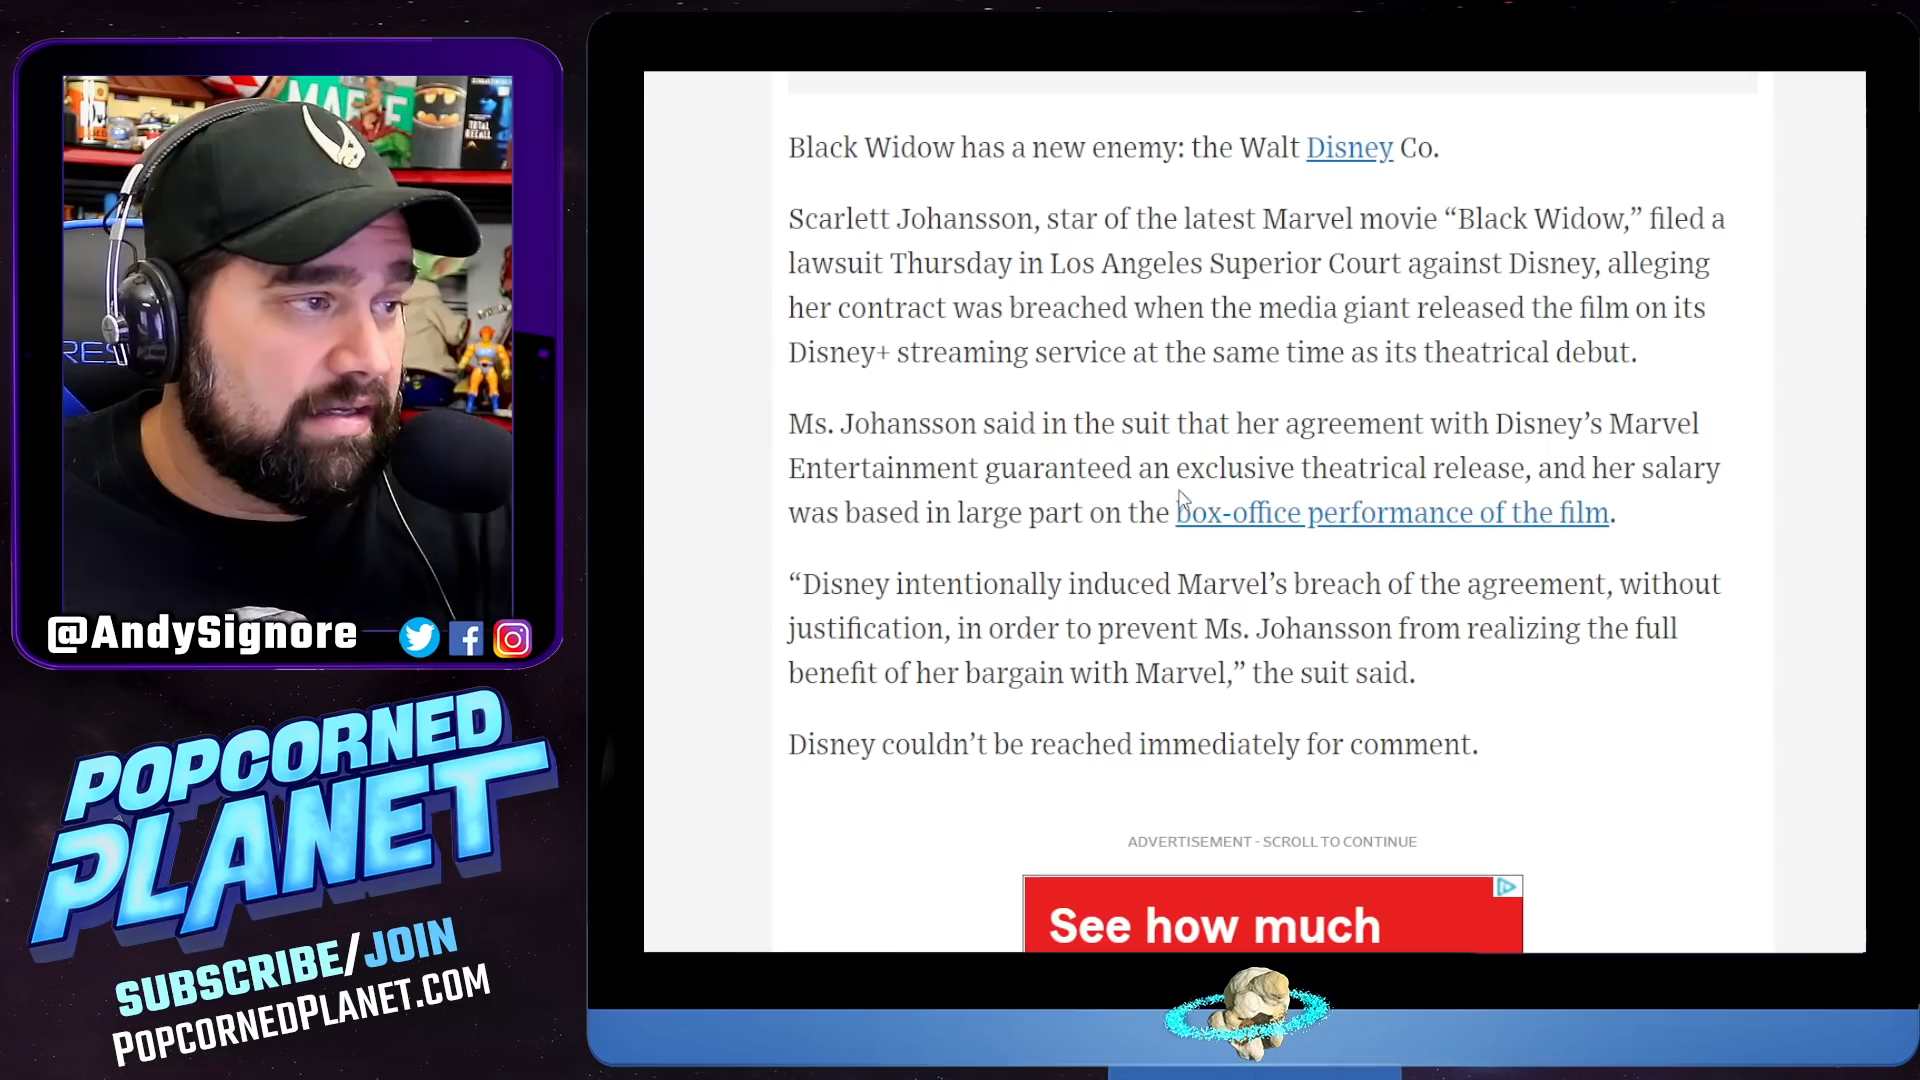 MARVEL
TOTAL
RECALL
RES
@AndySignore
POPCORNED
PLANET
SUBSCRIBE/JOIN
POPCORNEDPLANET.COM
Black Widow has a new enemy: the Walt Disney Co.
Scarlett Johansson, star of the latest Marvel movie “Black Widow,” filed a
lawsuit Thursday in Los Angeles Superior Court against Disney, alleging
her contract was breached when the media giant released the film on its
Disney+ streaming service at the same time as its theatrical debut.
Ms. Johansson said in the suit that her agreement with Disney’s Marvel
Entertainment guaranteed an exclusive theatrical release, and her salary
was based in large part on the box-office performance of the film.
“Disney intentionally induced Marvel’s breach of the agreement, without
justification, in order to prevent Ms. Johansson from realizing the full
benefit of her bargain with Marvel,” the suit said.
Disney couldn’t be reached immediately for comment.
ADVERTISEMENT - SCROLL TO CONTINUE
See how much